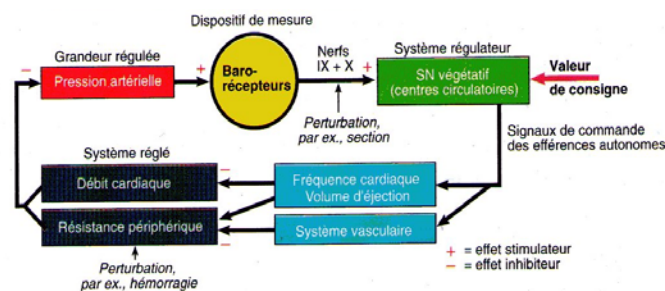 Dispositif de mesure
Grandeur régulée
Pression artérielle
Baro-
récepteurs
Nerfs
IX + X
Système régulateur
SN végétatif
(centres circulatoires)
Valeur
de consigne
Perturbation,
par ex., section
Signaux de commande
des efférences autonomes
Système réglé
Débit cardiaque
Résistance périphérique
Fréquence cardiaque
Volume d'éjection
Système vasculaire
Perturbation,
par ex., hémorragie
+ = effet stimulateur
− = effet inhibiteur